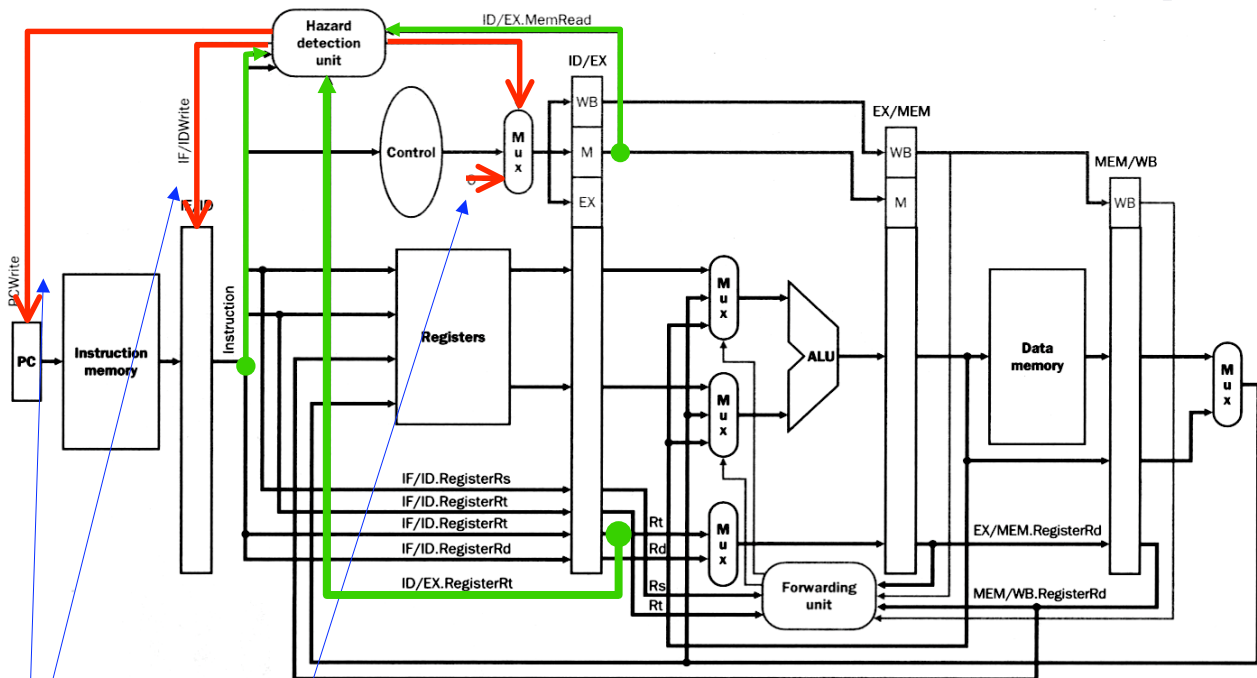 Hazard
detection
unit
ID/EX.MemRead
ID/EX
WB
M
EX
Control
M
u
x
0
EX/MEM
WB
M
MEM/WB
WB
IF/IDWrite
IF/ID
PCWrite
PC
Instruction
memory
Instruction
Registers
M
u
x
M
u
x
ALU
Data
memory
M
u
x
IF/ID.RegisterRs
IF/ID.RegisterRt
IF/ID.RegisterRt
IF/ID.RegisterRd
ID/EX.RegisterRt
Rt
Rd
Rs
Rt
M
u
x
Forwarding
unit
EX/MEM.RegisterRd
MEM/WB.RegisterRd